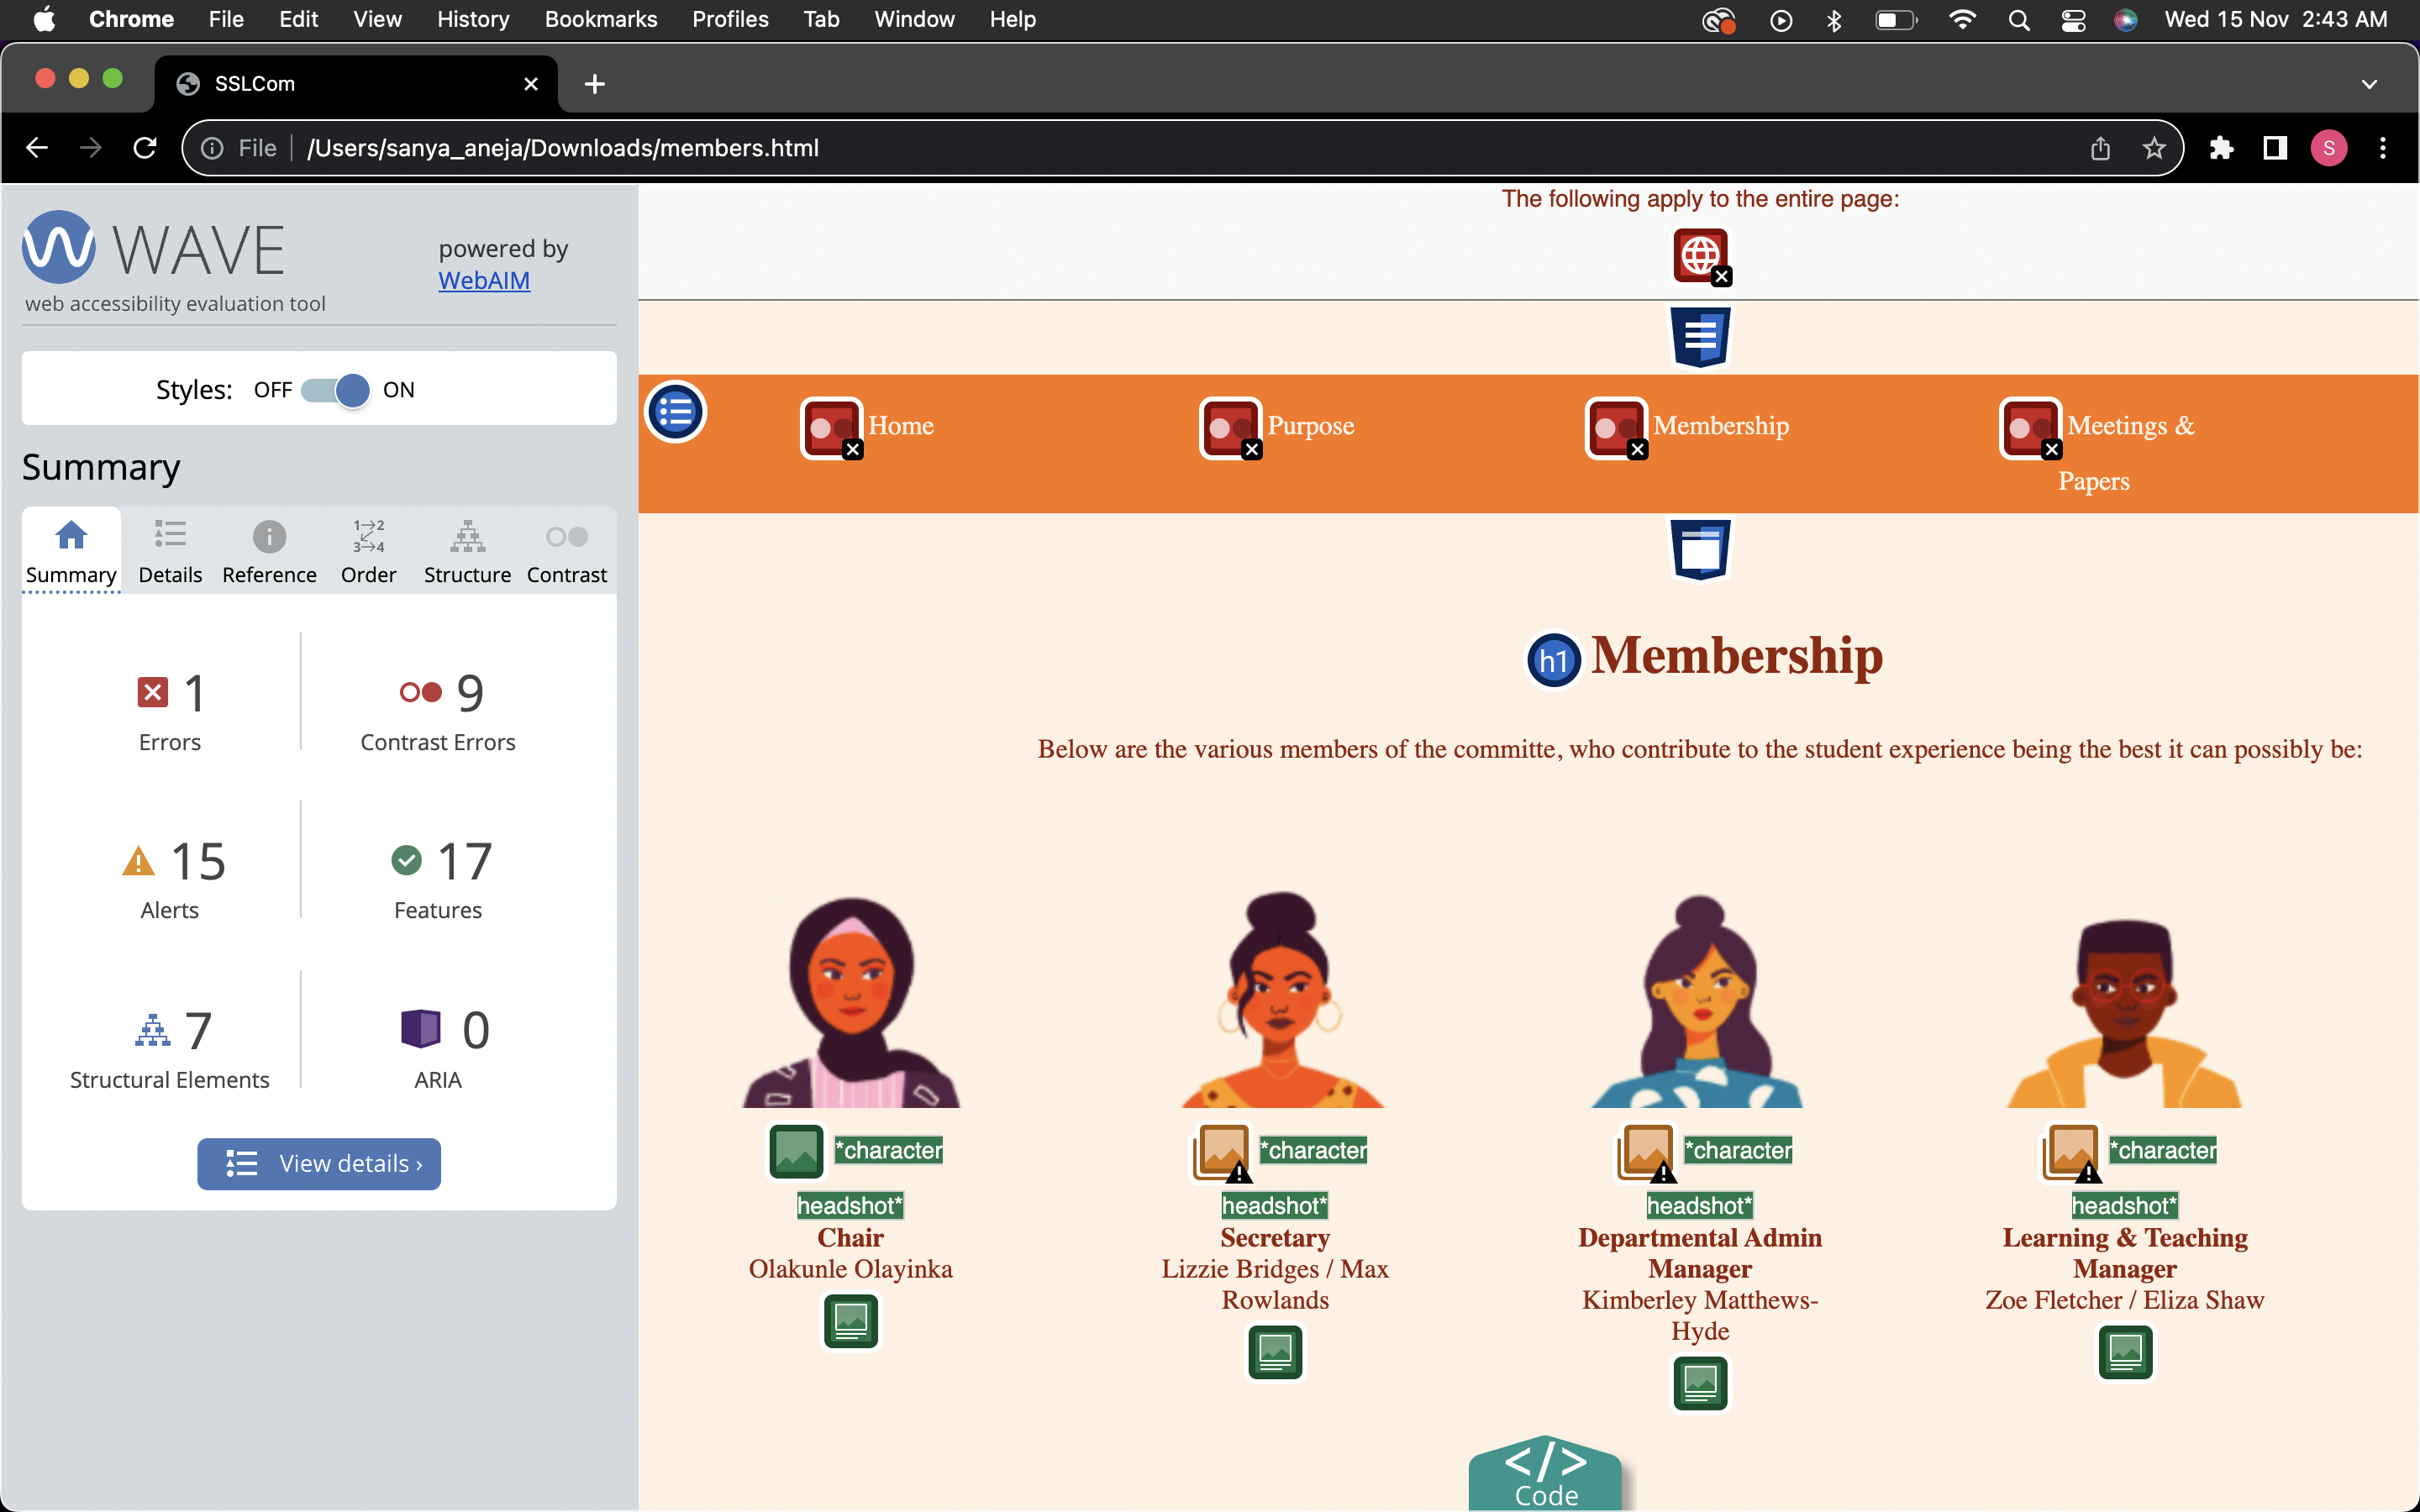 Chrome File Edit View History Bookmarks Profiles Tab Window Help Wed 15 Nov 2:43 AM
SSLCom
File /Users/sanya_aneja/Downloads/members.html S
WAVE
web accessibility evaluation tool
powered by
WebAIM
Styles: OFF ON
Summary
1→2
3→4
Summary Details Reference Order Structure Contrast
1
Errors
9
Contrast Errors
15
Alerts
17
Features
7
Structural Elements
0
ARIA
View details ›
The following apply to the entire page:
Home
Purpose
Membership
Meetings &
Papers
h1 Membership
Below are the various members of the committe, who contribute to the student experience being the best it can possibly be:
*character
headshot*
Chair
Olakunle Olayinka
*character
headshot*
Secretary
Lizzie Bridges / Max
Rowlands
*character
headshot*
Departmental Admin
Manager
Kimberley Matthews-
Hyde
*character
headshot*
Learning & Teaching
Manager
Zoe Fletcher / Eliza Shaw
</>
Code